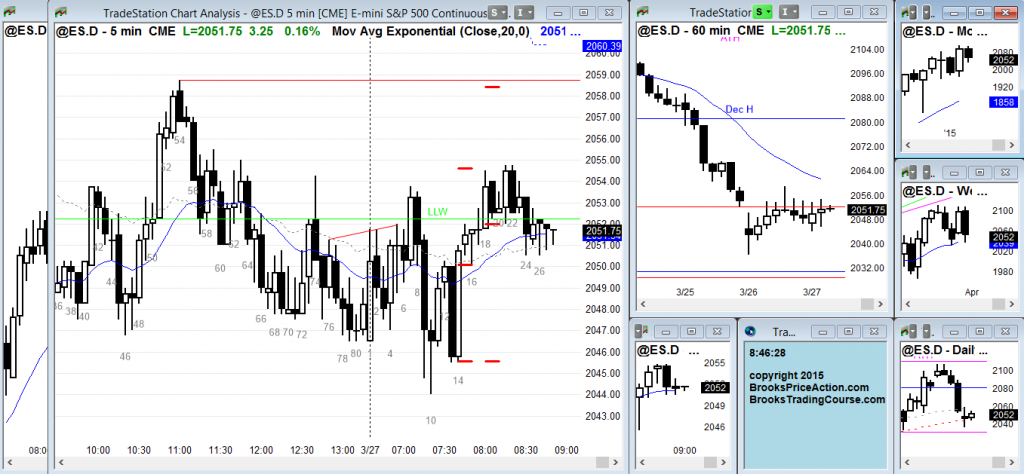 TradeStation Chart Analysis - @ES.D 5 min [CME] E-mini S&P 500 Continuous
@ES.D - 5 min CME L=2051.75 3.25 0.16% Mov Avg Exponential (Close,20,0) 2051 ...
2060.39
2059.00
2058.00
2057.00
2056.00
2055.00
2054.00
2053.00
2052.00
2051.75
2051.00
2050.00
2049.00
2048.00
2047.00
2046.00
2045.00
2044.00
2043.00
LLW
36 38 40 42 44 46 48 50 52 54 56 58 60 62 64 66 68 70 72 74 76 78 80 1 2 4 6 8 10 12 14 16 18 20 22 24 26
08:0
10:00 10:30 11:00 11:30 12:00 12:30 13:00 3/27 07:00 07:30 08:00 08:30 09:00
TradeStation
@ES.D - 60 min CME L=2051.75 ...
ATH
Dec H
2104.00
2096.00
2088.00
2080.00
2072.00
2064.00
2056.00
2051.75
2048.00
2040.00
2032.00
3/25 3/26 3/27
@ES.D - Mo ...
2080
2052
2000
1920
1858
'15
@ES.D - We ...
2100
2052
2039
1980
Apr
@ES.D ...
2055
2052
2049
2046
09:00
Tra...
8:46:28
copyright 2015
BrooksPriceAction.com
BrooksTradingCourse.com
@ES.D - Dail ...
2100
2052
2040